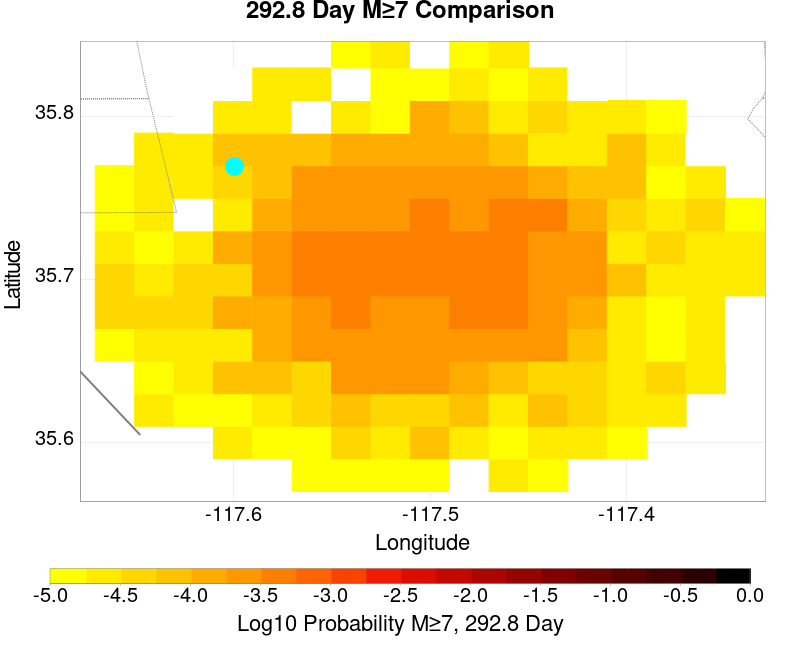 292.8 Day M≥7 Comparison
Latitude
35.8
35.7
35.6
-117.6 -117.5 -117.4
Longitude
-5.0 -4.5 -4.0 -3.5 -3.0 -2.5 -2.0 -1.5 -1.0 -0.5 0.0
Log10 Probability M≥7, 292.8 Day